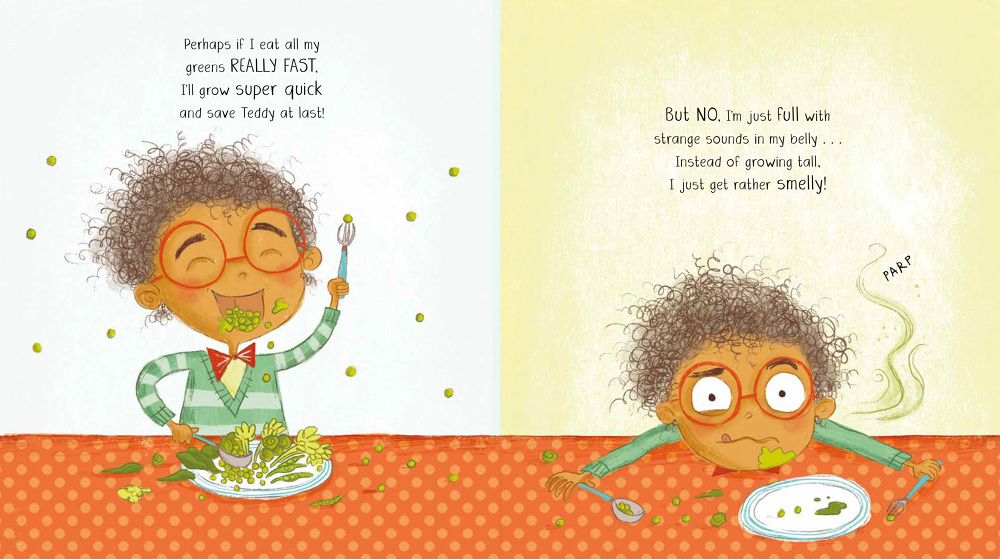 Perhaps if I eat all my
greens REALLY FAST,
I'll grow super quick
and save Teddy at last!
But NO, I'm just full with
strange sounds in my belly . . .
Instead of growing tall,
I just get rather smelly!
PARP